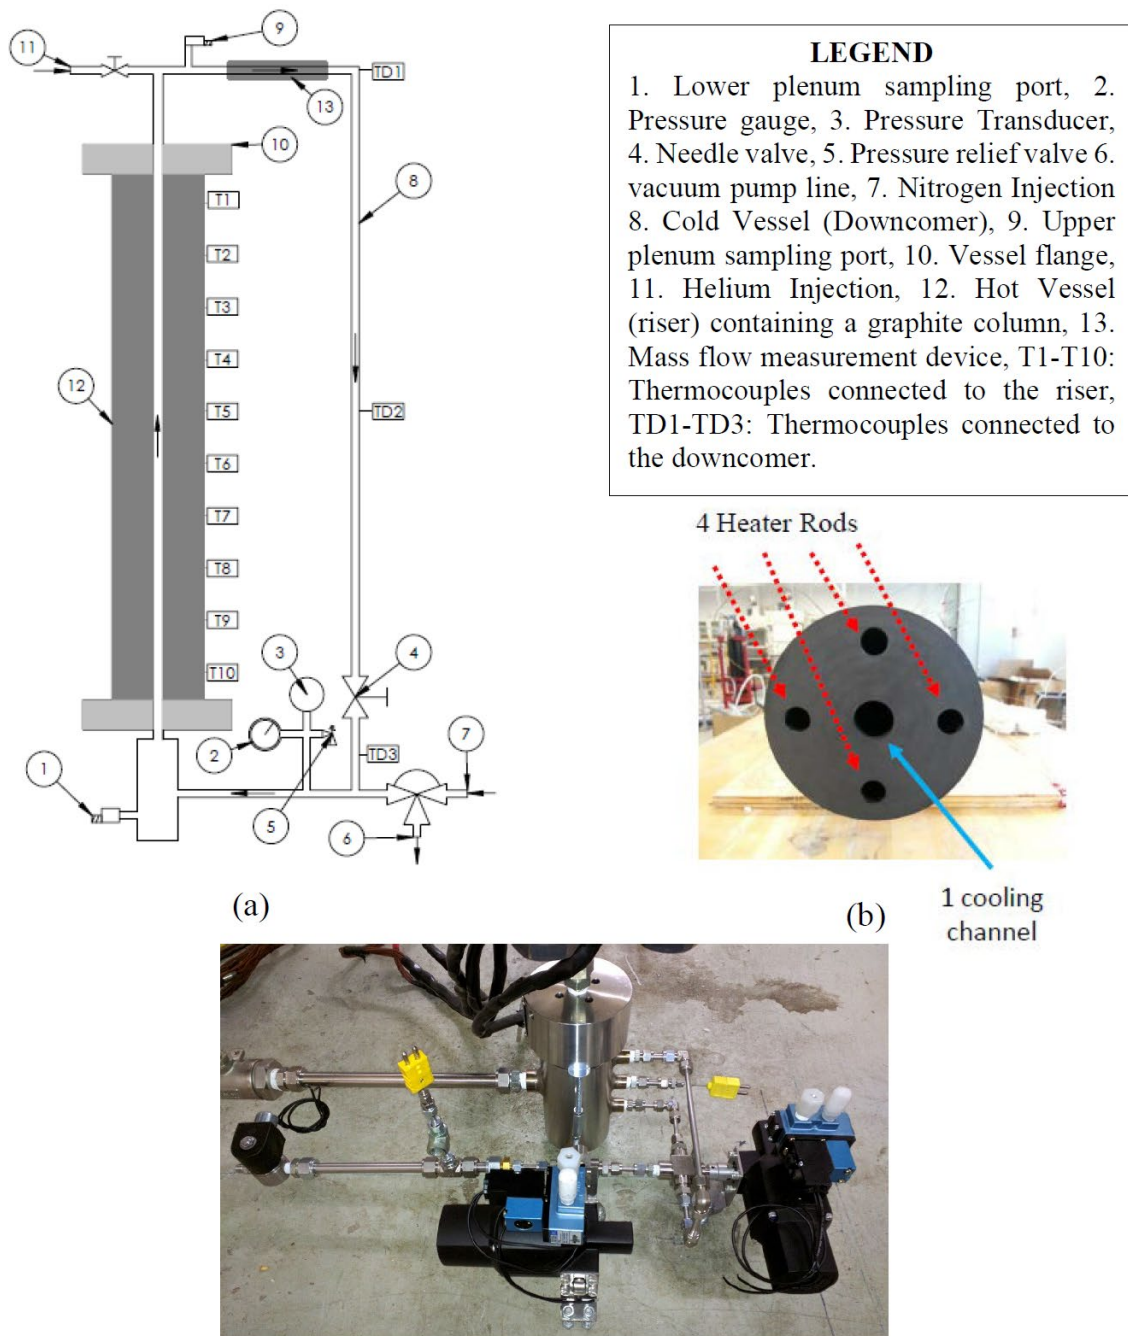 9
11
TD1
13
10
T1
8
T2
T3
T4
12
T5
TD2
T6
T7
T8
T9
3
4
T10
2
7
1
TD3
5
6
(a)
LEGEND
1. Lower plenum sampling port, 2.
Pressure gauge, 3. Pressure Transducer,
4. Needle valve, 5. Pressure relief valve 6.
vacuum pump line, 7. Nitrogen Injection
8. Cold Vessel (Downcomer), 9. Upper
plenum sampling port, 10. Vessel flange,
11. Helium Injection, 12. Hot Vessel
(riser) containing a graphite column, 13.
Mass flow measurement device, T1-T10:
Thermocouples connected to the riser,
TD1-TD3: Thermocouples connected to
the downcomer.
4 Heater Rods
1 cooling
channel
(b)